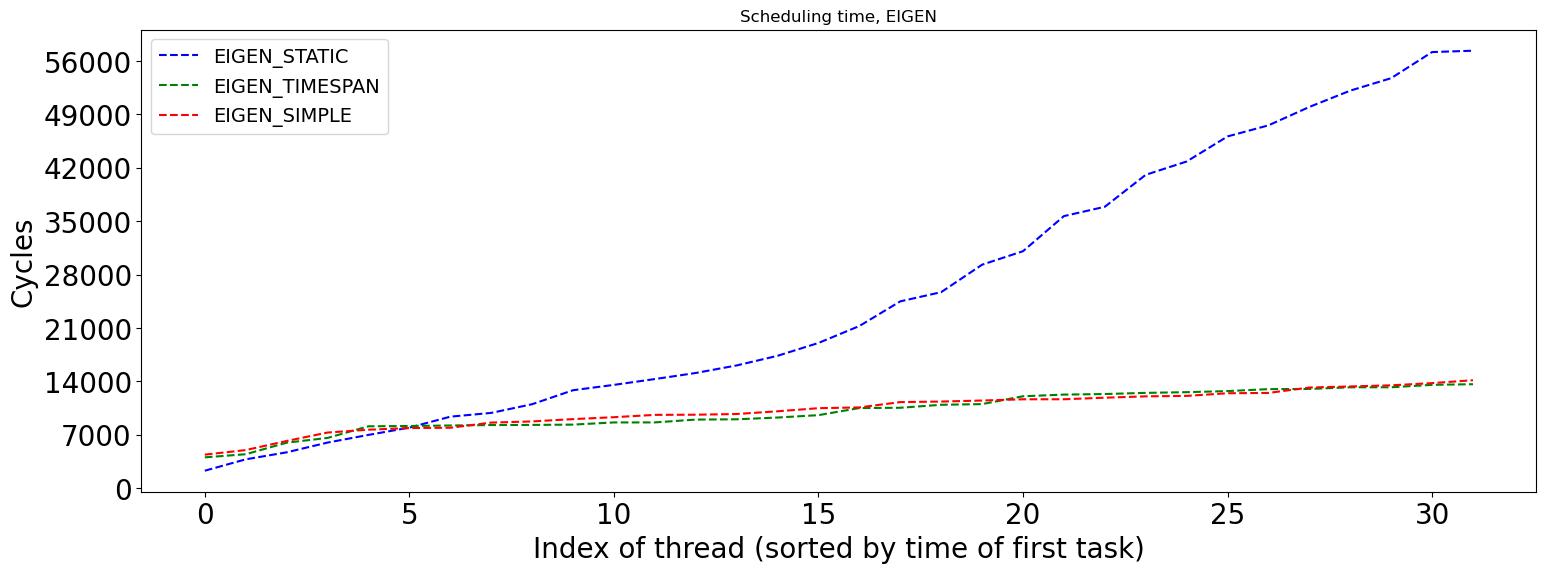 Scheduling time, EIGEN
EIGEN_STATIC
EIGEN_TIMESPAN
EIGEN_SIMPLE
56000
49000
42000
35000
28000
21000
14000
7000
0
Cycles
0 5 10 15 20 25 30
Index of thread (sorted by time of first task)